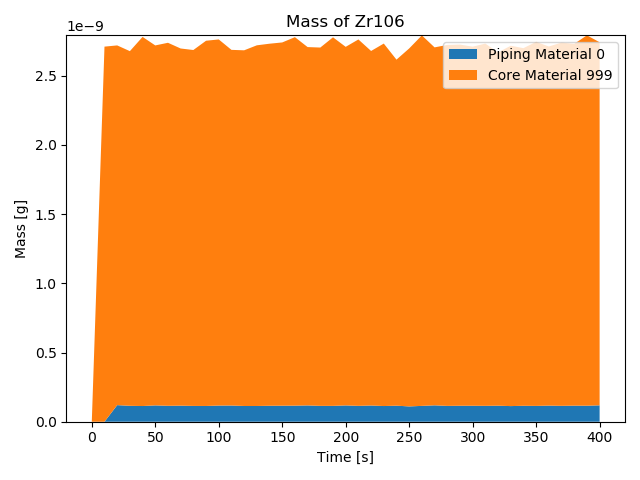 Mass of Zr106
1e−9
Piping Material 0
Core Material 999
Mass [g]
2.5
2.0
1.5
1.0
0.5
0.0
0 50 100 150 200 250 300 350 400
Time [s]